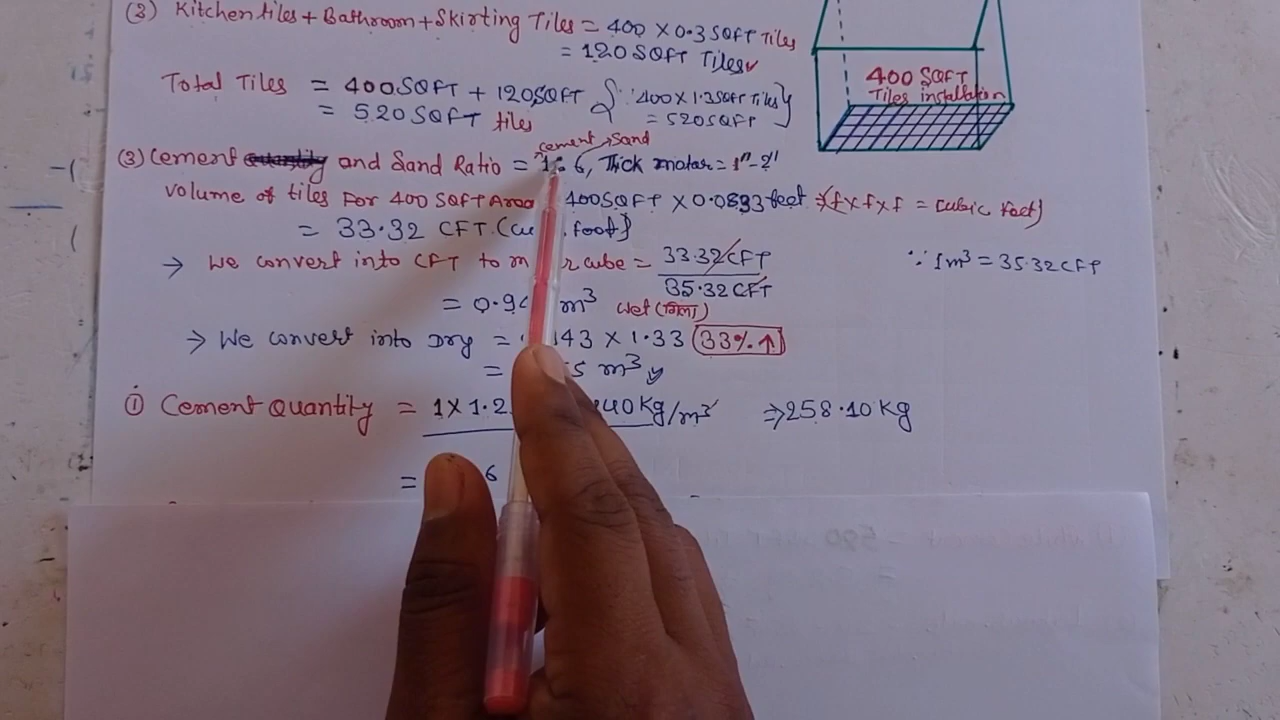 (2) Kitchen tiles + Bathroom + Skirting Tiles = 400 X 0.3 SQFT Tiles
= 120 SQFT Tiles
400 SQFT
Tiles installation
Total Tiles = 400 SQFT + 120 SQFT { ∵ 400 X 1.3 SQFT Tiles }
= 520 SQFT tiles = 520 SQFT
cement → Sand
(3) Cement and Sand Ratio = 1:6, Thick motar = 1"-2"
Volume of tiles For 400 SQFT Area 400 SQFT X 0.0833 feet {f x f x f = cubic feet}
= 33.32 CFT. foot}
→ We convert into CFT to cube = 33.32 CFT
35.32 CFT
∵ 1m³ = 35.32 CFT
= m³ Wet (गिला)
→ We convert into Dry = 43 X 1.33 33% ↑
= m³
① Cement Quantity = 1 X 40 Kg/m³ ⇒ 258.10 Kg
=